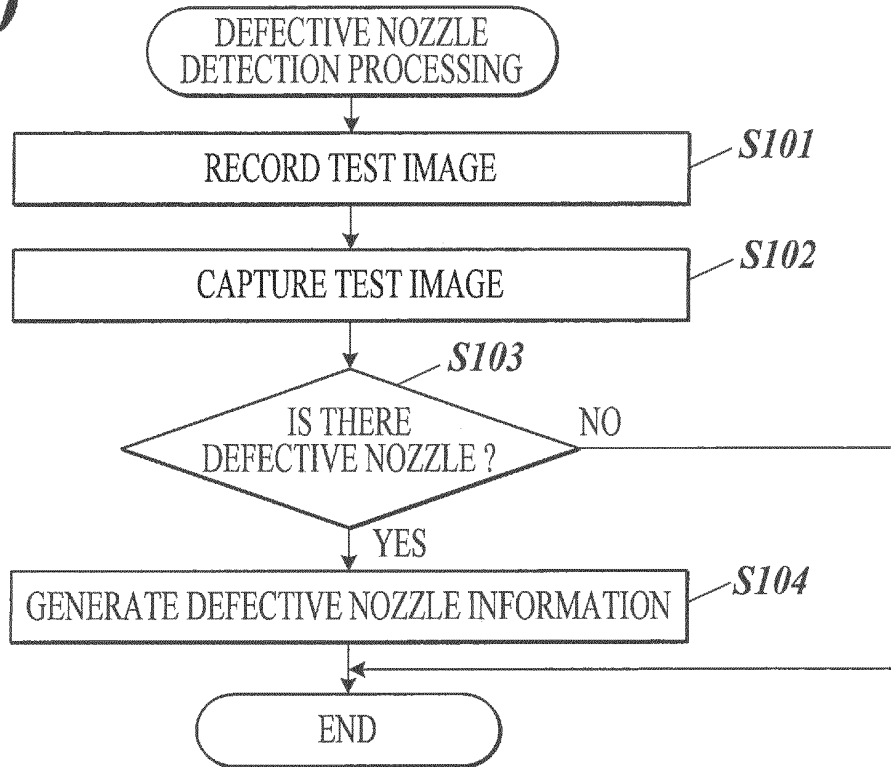 DEFECTIVE NOZZLE
DETECTION PROCESSING
RECORD TEST IMAGE
S101
CAPTURE TEST IMAGE
S102
S103
IS THERE
DEFECTIVE NOZZLE ?
NO
YES
GENERATE DEFECTIVE NOZZLE INFORMATION
S104
END